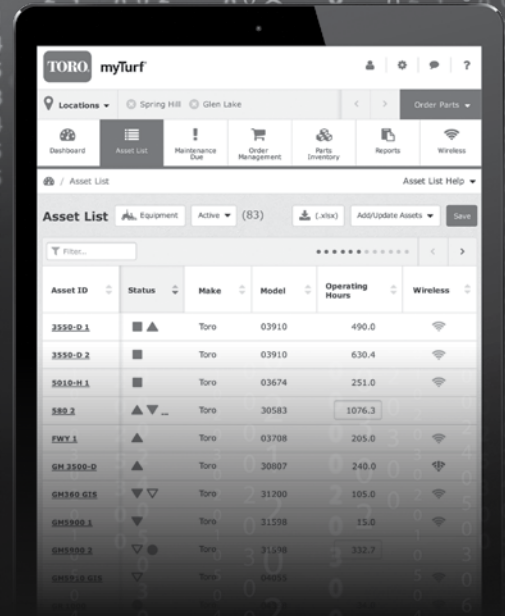 TORO. myTurf
?
Locations Spring Hill Glen Lake < > Order Parts
Dashboard Asset List Maintenance Due Order Management Parts Inventory Reports Wireless
/ Asset List Asset List Help
Asset List Equipment Active (83) (.xlsx) Add/Update Assets Save
Filter... < >
Asset ID Status Make Model Operating Hours Wireless
3550-D 1 Toro 03910 490.0
3550-D 2 Toro 03910 630.4
5010-H 1 Toro 03674 251.0
580 2 Toro 30583 1076.3
FWY 1 Toro 03708 205.0
GM 3500-D Toro 30807 240.0
GM360 GIS Toro 31200 105.0
GM5900 1 Toro 31598 15.0
GM5900 2 Toro 31598 332.7
GM5910 GIS Toro